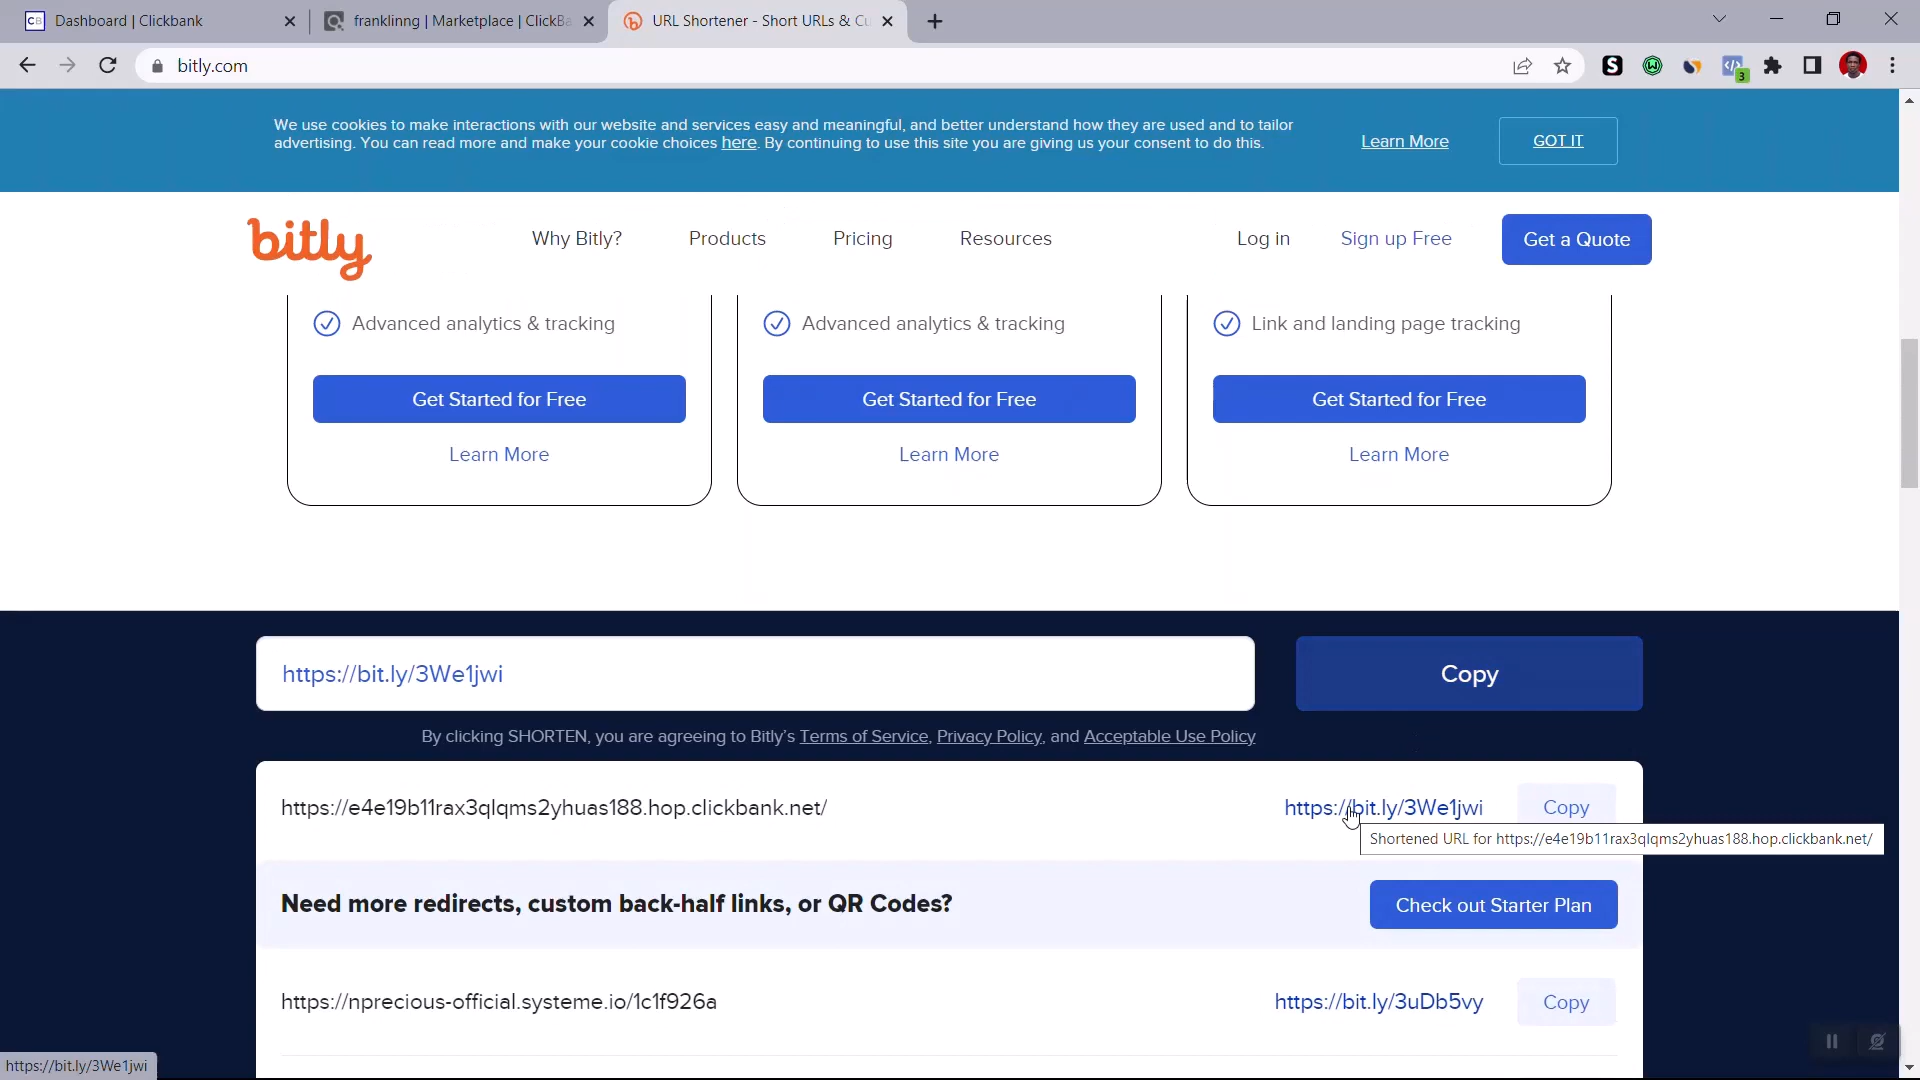 Dashboard | Clickbank
franklinng | Marketplace | ClickBa
URL Shortener - Short URLs & Cu
bitly.com
3
We use cookies to make interactions with our website and services easy and meaningful, and better understand how they are used and to tailor
advertising. You can read more and make your cookie choices here. By continuing to use this site you are giving us your consent to do this.
Learn More
GOT IT
bitly
Why Bitly?
Products
Pricing
Resources
Log in
Sign up Free
Get a Quote
Advanced analytics & tracking
Advanced analytics & tracking
Link and landing page tracking
Get Started for Free
Get Started for Free
Get Started for Free
Learn More
Learn More
Learn More
https://bit.ly/3We1jwi
Copy
By clicking SHORTEN, you are agreeing to Bitly's Terms of Service, Privacy Policy, and Acceptable Use Policy
https://e4e19b11rax3qlqms2yhuas188.hop.clickbank.net/
https://bit.ly/3We1jwi
Copy
Shortened URL for https://e4e19b11rax3qlqms2yhuas188.hop.clickbank.net/
Need more redirects, custom back-half links, or QR Codes?
Check out Starter Plan
https://nprecious-official.systeme.io/1c1f926a
https://bit.ly/3uDb5vy
Copy
https://bit.ly/3We1jwi